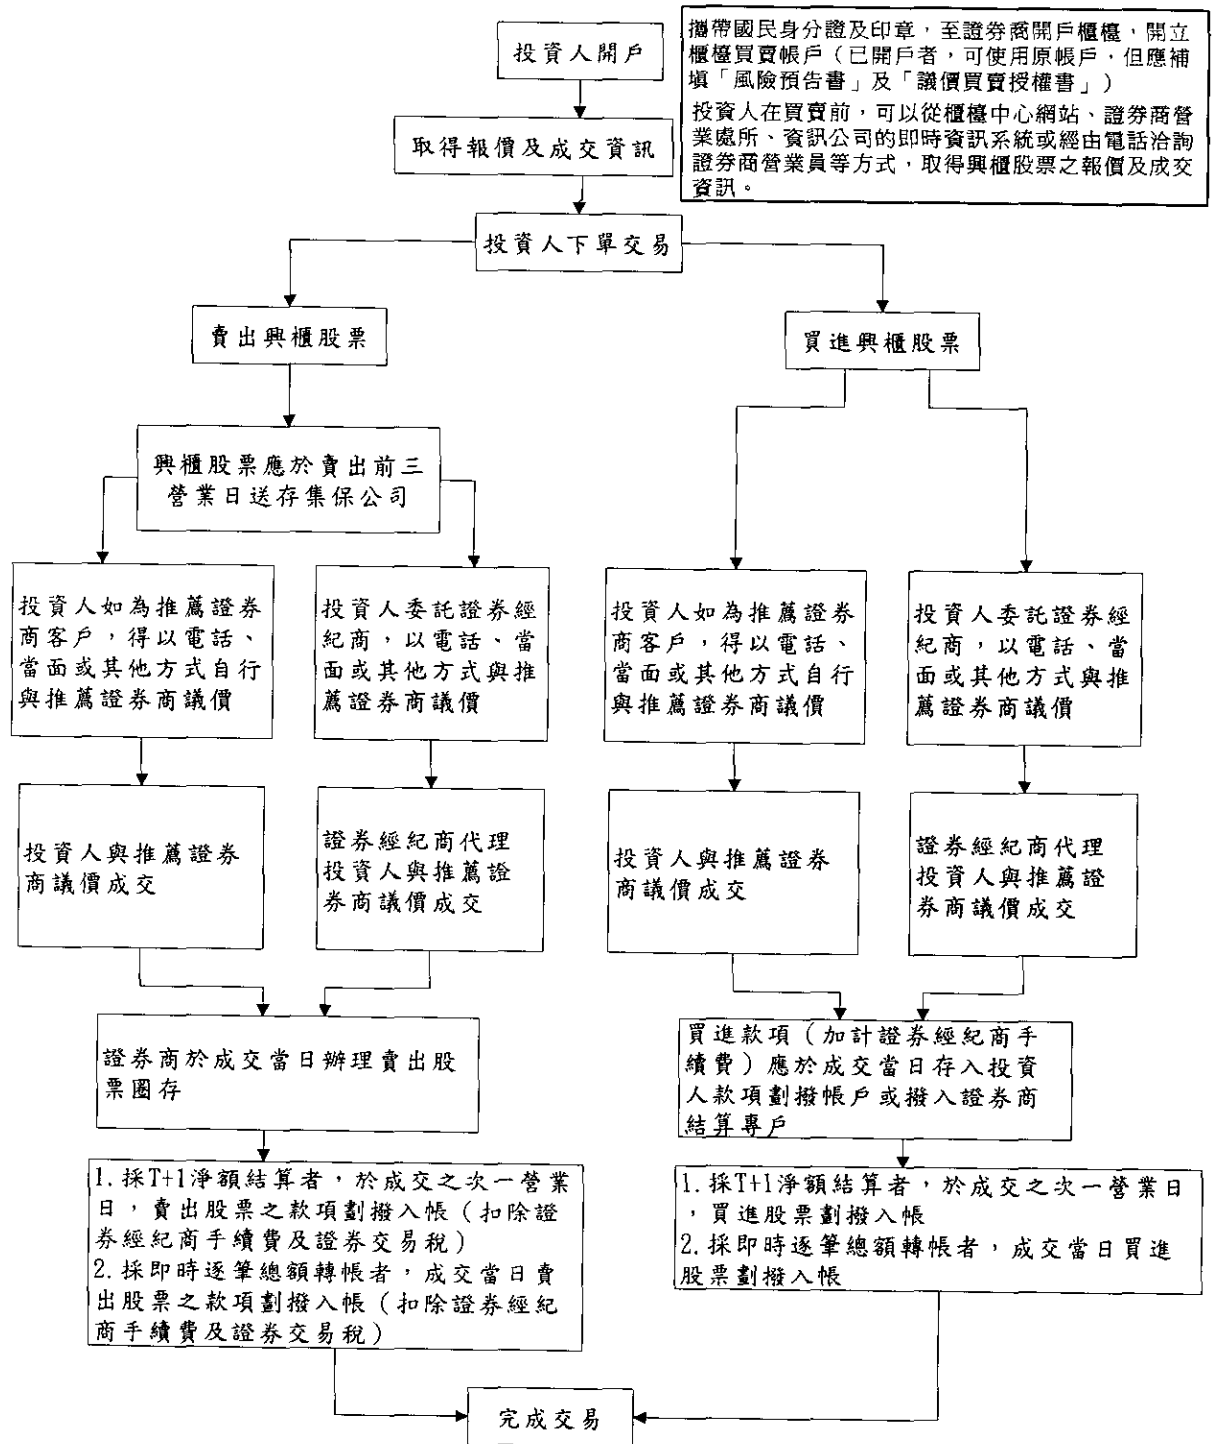 投資人開戶
攜帶國民身分證及印章，至證券商開戶櫃檯，開立
櫃檯買賣帳戶（已開戶者，可使用原帳戶，但應補
填「風險預告書」及「議價買賣授權書」）
投資人在買賣前，可以從櫃檯中心網站、證券商營
業處所、資訊公司的即時資訊系統或經由電話洽詢
證券商營業員等方式，取得興櫃股票之報價及成交
資訊。
取得報價及成交資訊
投資人下單交易
賣出興櫃股票
買進興櫃股票
興櫃股票應於賣出前三
營業日送存集保公司
投資人如為推薦證券
商客戶，得以電話、
當面或其他方式自行
與推薦證券商議價
投資人委託證券經
紀商，以電話、當
面或其他方式與推
薦證券商議價
投資人如為推薦證券
商客戶，得以電話、
當面或其他方式自行
與推薦證券商議價
投資人委託證券經
紀商，以電話、當
面或其他方式與推
薦證券商議價
投資人與推薦證券
商議價成交
證券經紀商代理
投資人與推薦證
券商議價成交
投資人與推薦證券
商議價成交
證券經紀商代理
投資人與推薦證
券商議價成交
證券商於成交當日辦理賣出股
票圈存
買進款項（加計證券經紀商手
續費）應於成交當日存入投資
人款項劃撥帳戶或撥入證券商
結算專戶
1.採T+1淨額結算者，於成交之次一營業
日，賣出股票之款項劃撥入帳（扣除證
券經紀商手續費及證券交易稅）
2.採即時逐筆總額轉帳者，成交當日賣
出股票之款項劃撥入帳（扣除證券經紀
商手續費及證券交易稅）
1.採T+1淨額結算者，於成交之次一營業日
，買進股票劃撥入帳
2.採即時逐筆總額轉帳者，成交當日買進
股票劃撥入帳
完成交易